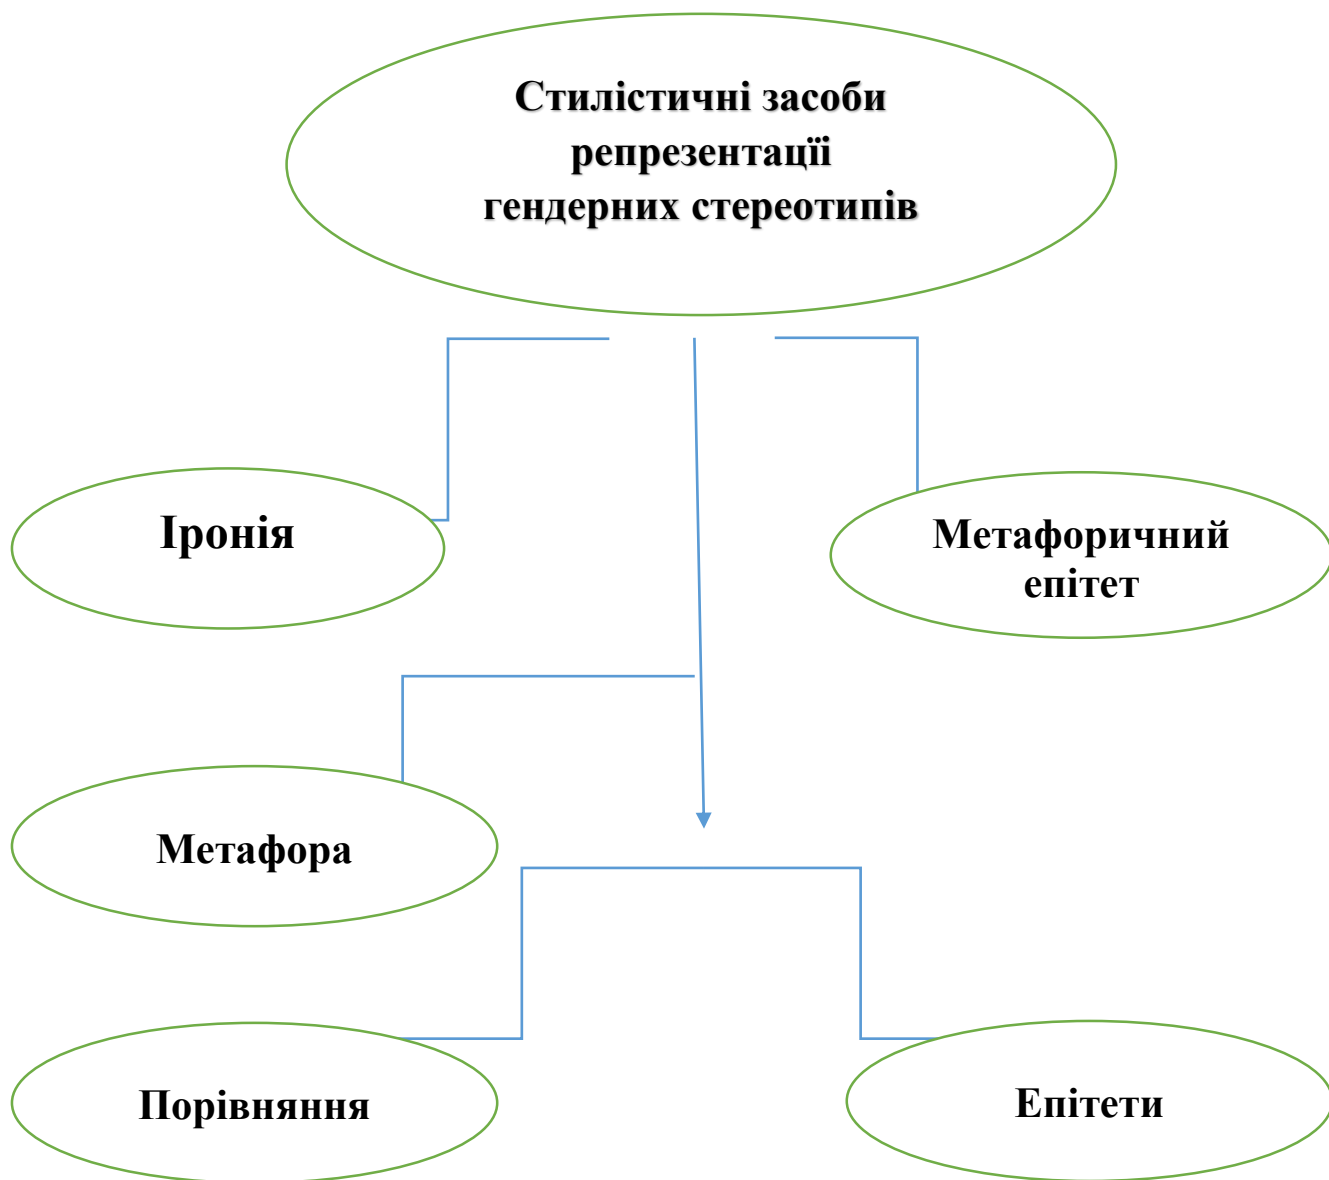 Стилістичні засоби
репрезентації
гендерних стереотипів
Іронія
Метафоричний
епітет
Метафора
Порівняння
Епітети